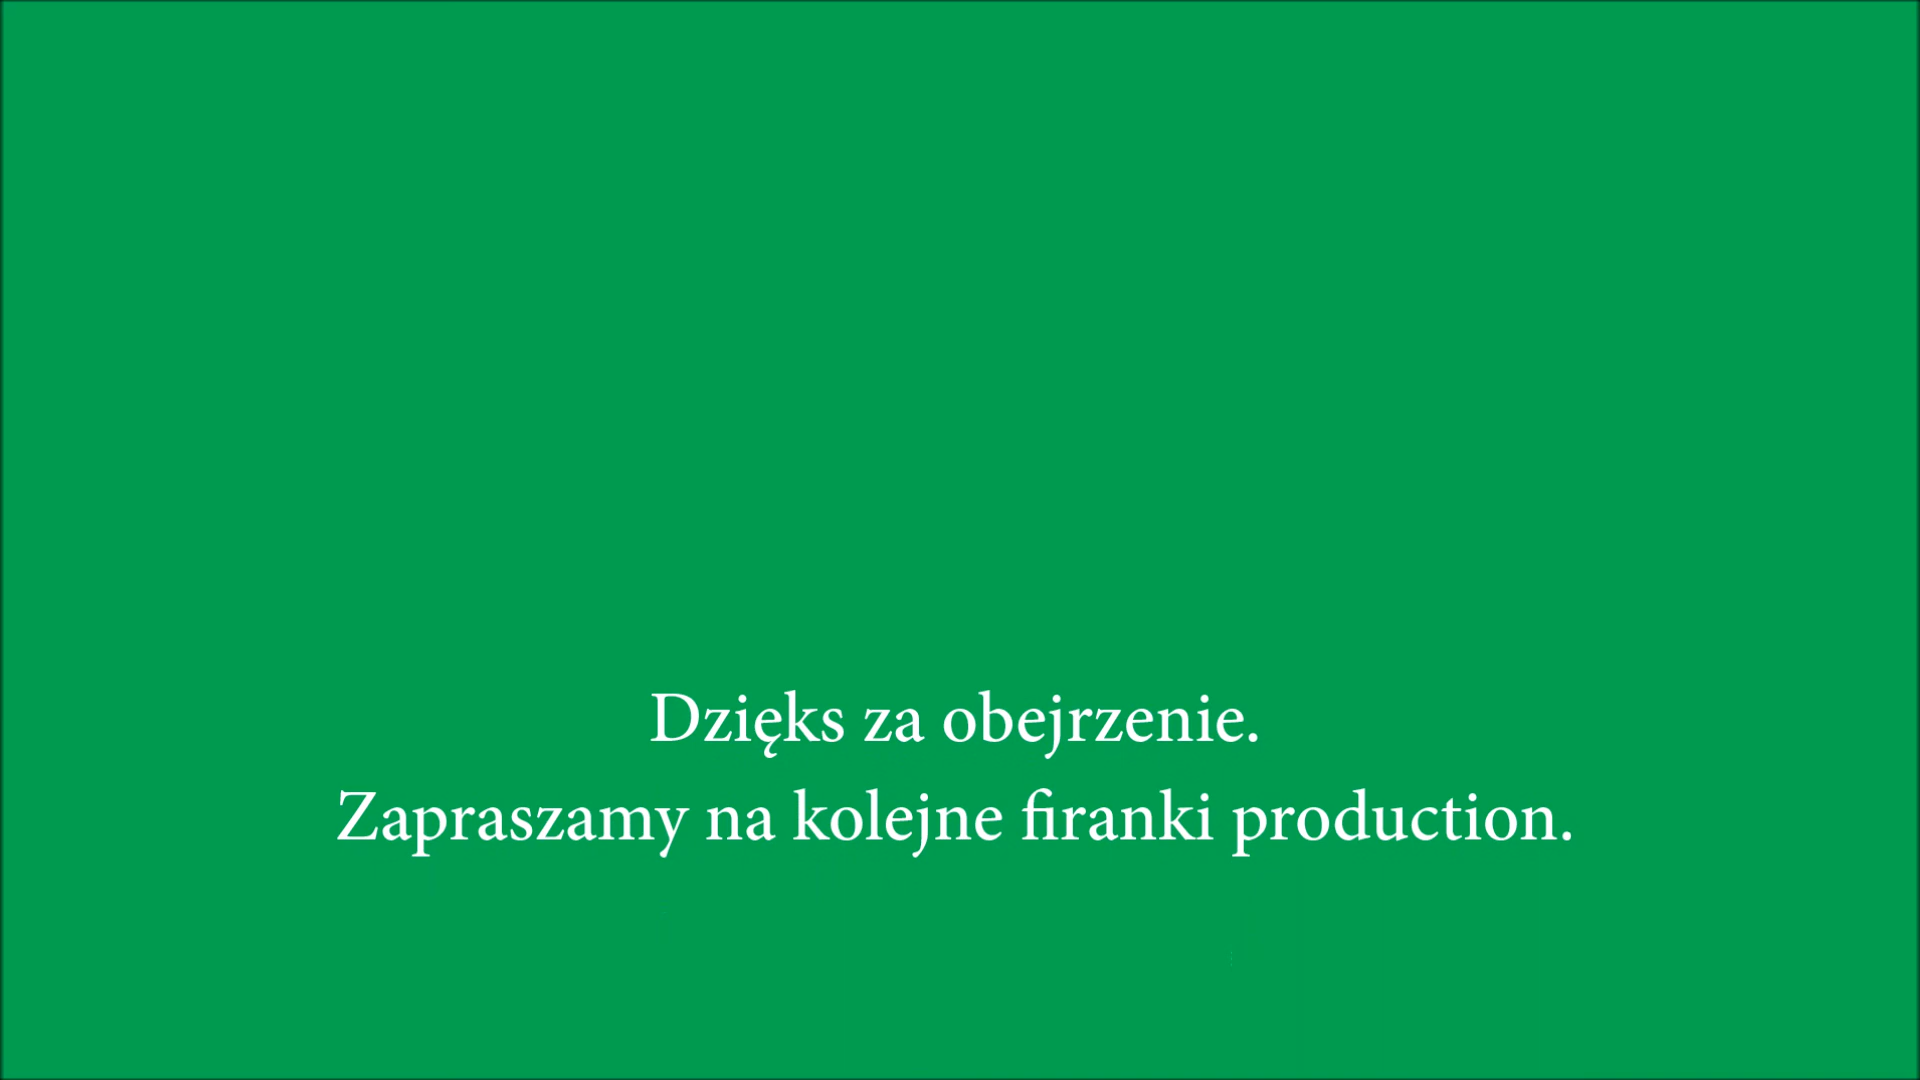 Dzięks za obejrzenie.
Zapraszamy na kolejne firanki production.